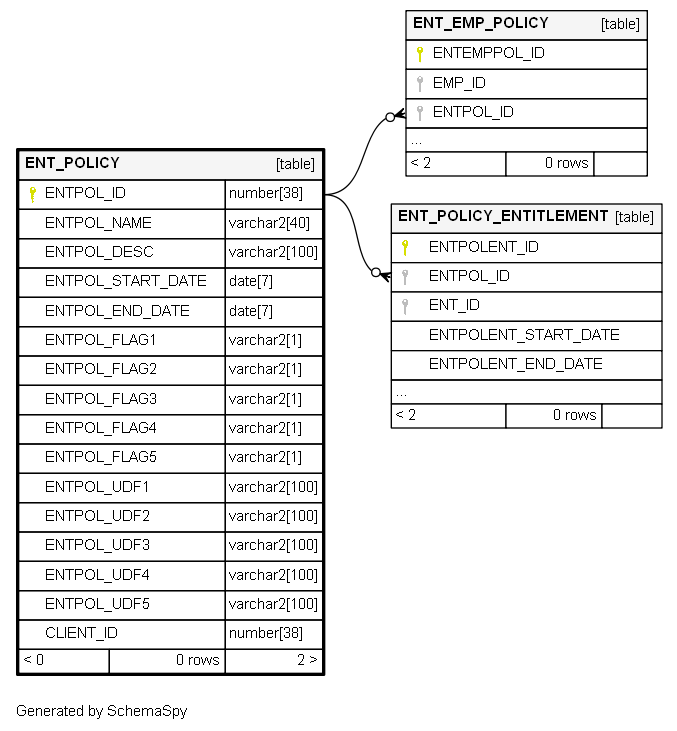 ENT_EMP_POLICY [table]
ENTEMPPOL_ID
EMP_ID
ENTPOL_ID
...
< 2 0 rows
ENT_POLICY [table]
ENTPOL_ID number[38]
ENTPOL_NAME varchar2[40]
ENTPOL_DESC varchar2[100]
ENTPOL_START_DATE date[7]
ENTPOL_END_DATE date[7]
ENTPOL_FLAG1 varchar2[1]
ENTPOL_FLAG2 varchar2[1]
ENTPOL_FLAG3 varchar2[1]
ENTPOL_FLAG4 varchar2[1]
ENTPOL_FLAG5 varchar2[1]
ENTPOL_UDF1 varchar2[100]
ENTPOL_UDF2 varchar2[100]
ENTPOL_UDF3 varchar2[100]
ENTPOL_UDF4 varchar2[100]
ENTPOL_UDF5 varchar2[100]
CLIENT_ID number[38]
< 0 0 rows 2 >
ENT_POLICY_ENTITLEMENT [table]
ENTPOLENT_ID
ENTPOL_ID
ENT_ID
ENTPOLENT_START_DATE
ENTPOLENT_END_DATE
...
< 2 0 rows
Generated by SchemaSpy